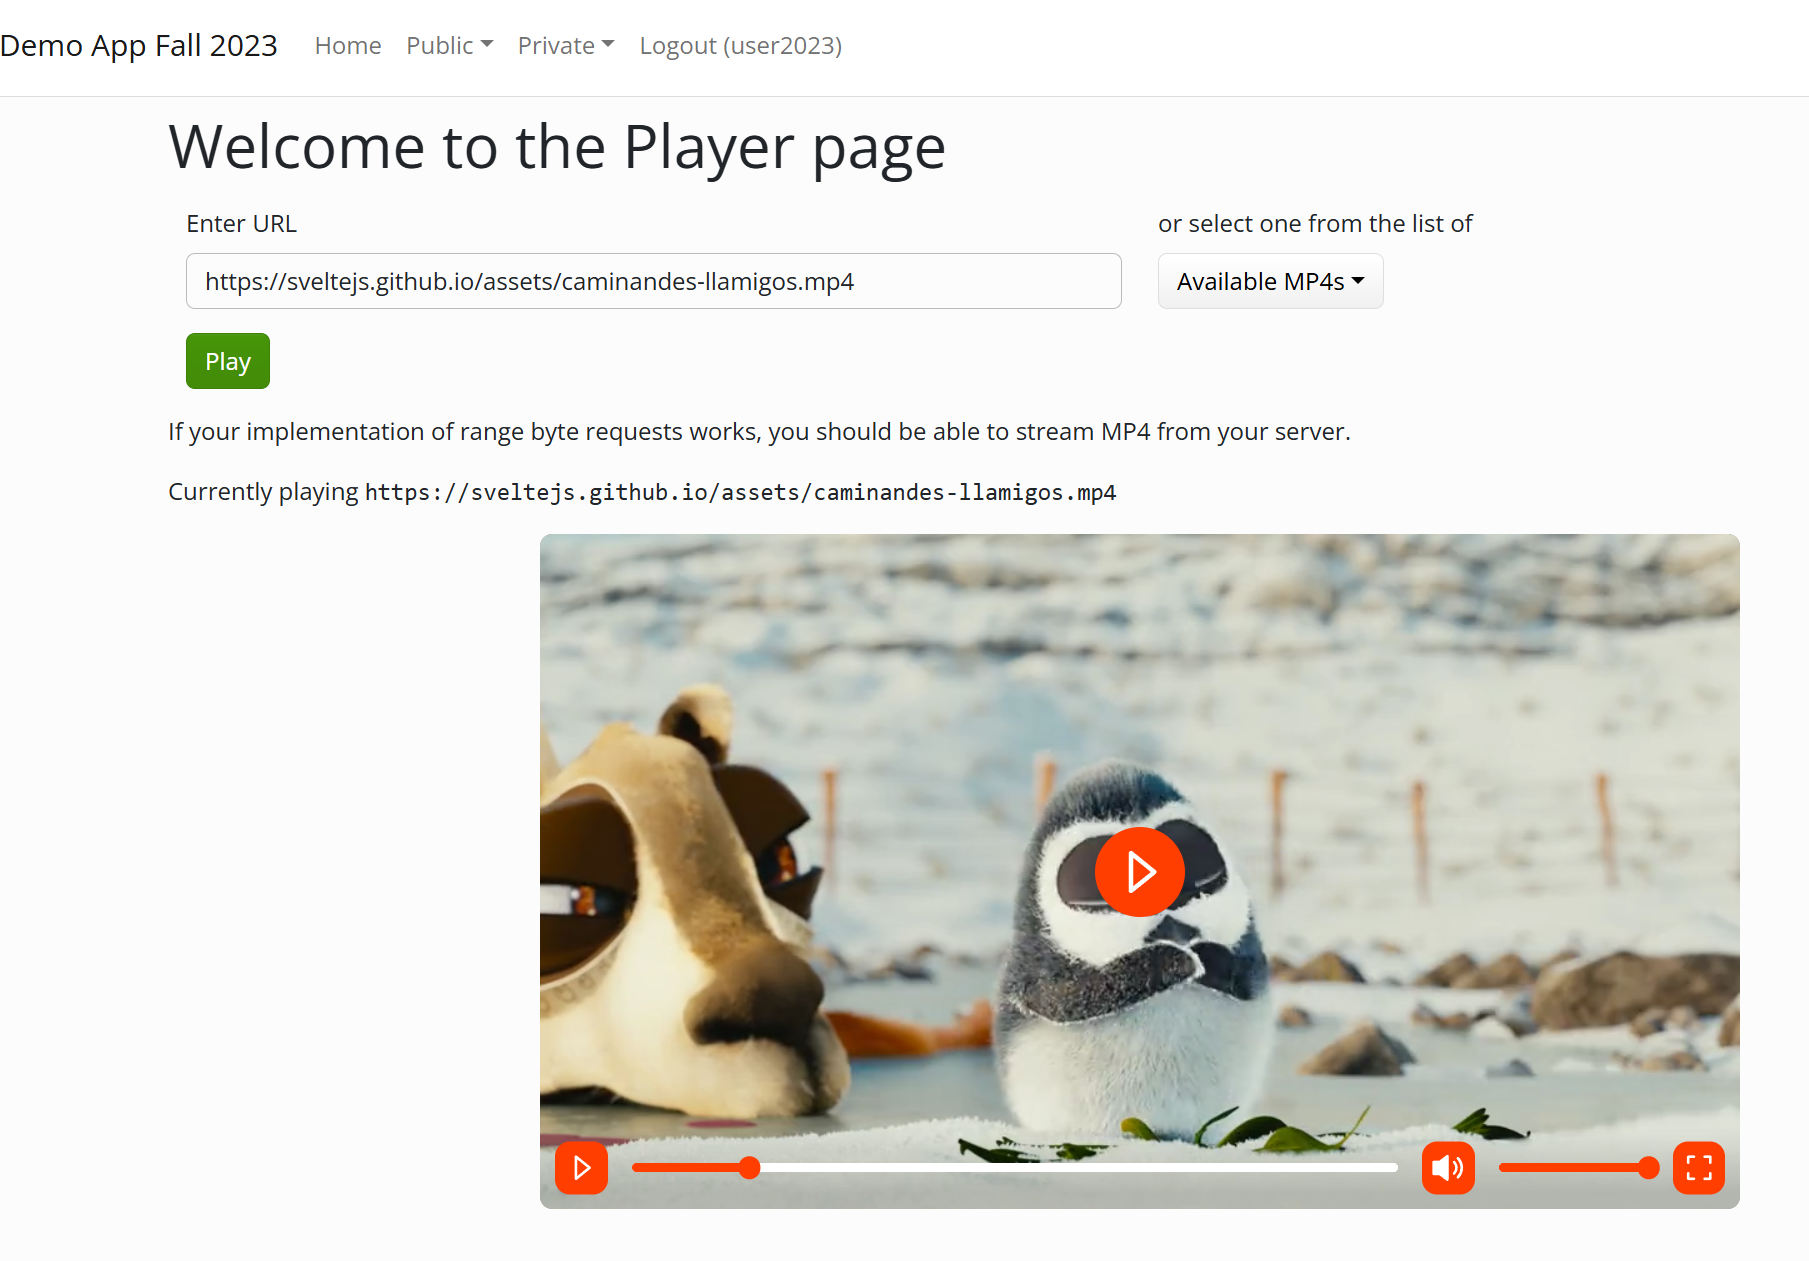 Demo App Fall 2023 Home Public Private Logout (user2023)
Welcome to the Player page
Enter URL or select one from the list of
https://sveltejs.github.io/assets/caminandes-llamigos.mp4 Available MP4s
Play
If your implementation of range byte requests works, you should be able to stream MP4 from your server.
Currently playing https://sveltejs.github.io/assets/caminandes-llamigos.mp4